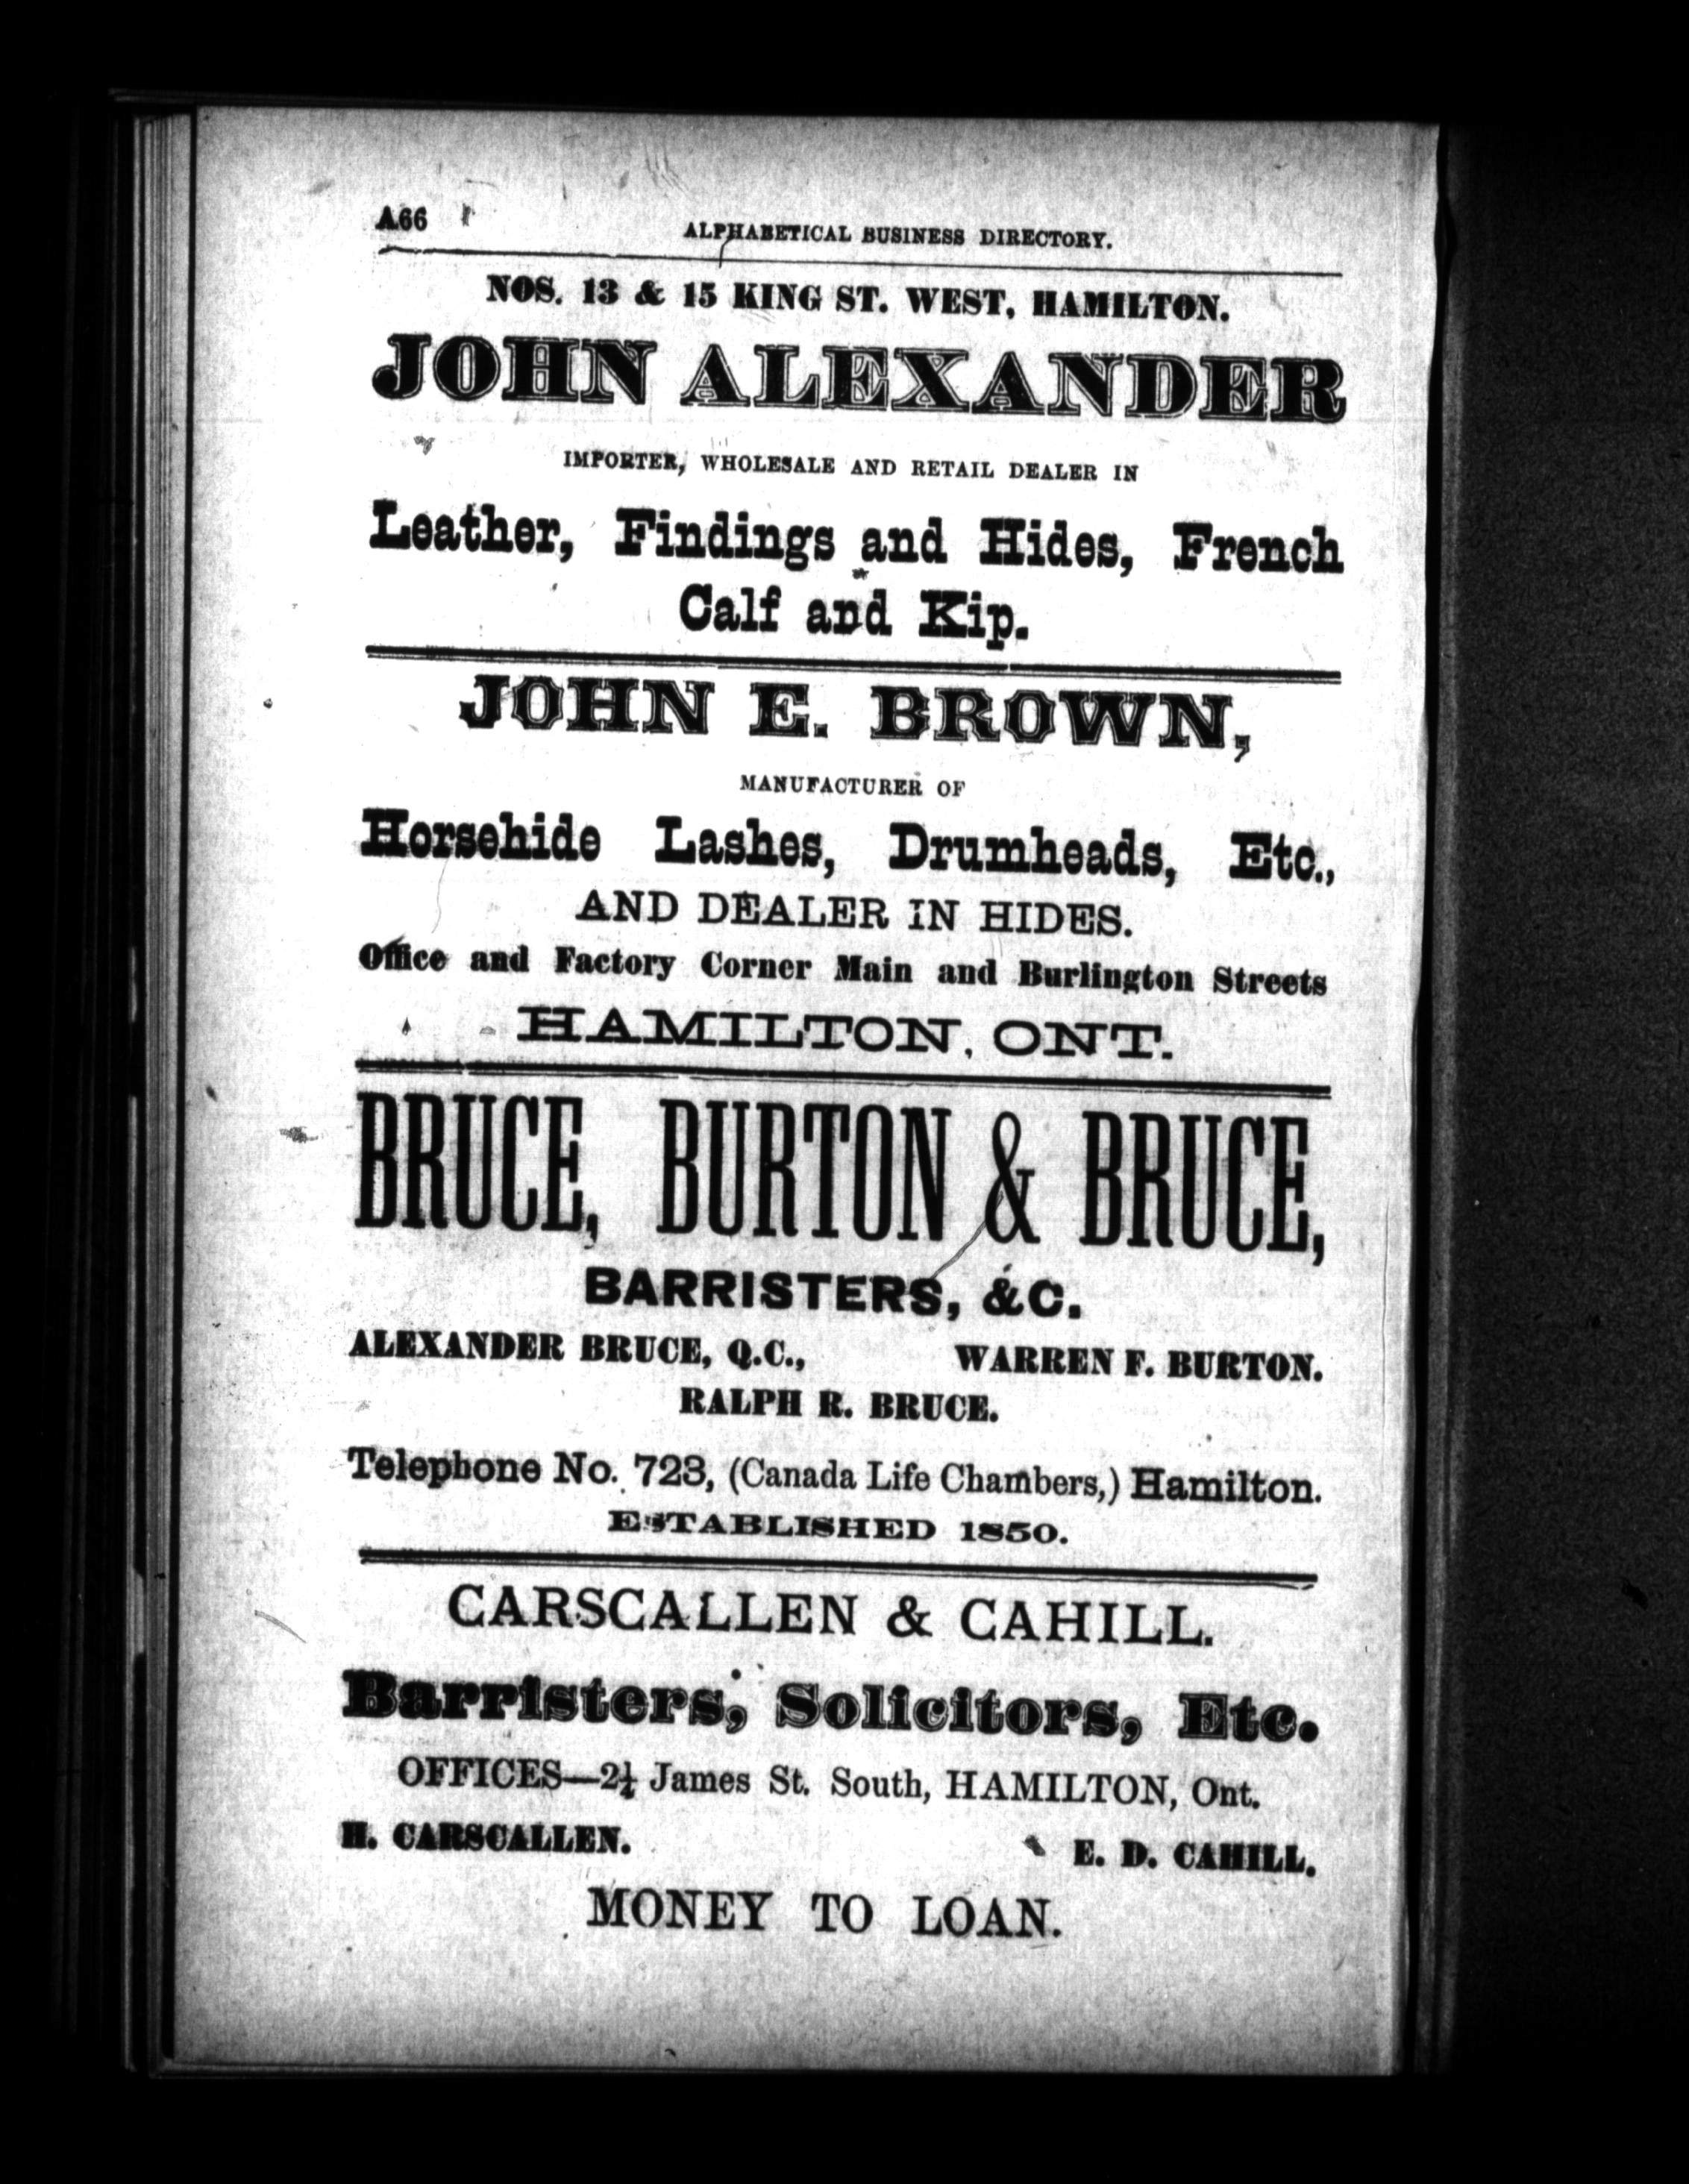 A66
ALPHABETICAL BUSINESS DIRECTORY.
NOS. 13 & 15 KING ST. WEST, HAMILTON.
JOHN ALEXANDER
IMPORTER, WHOLESALE AND RETAIL DEALER IN
Leather, Findings and Hides, French
Calf and Kip.
JOHN E. BROWN,
MANUFACTURER OF
Horsehide Lashes, Drumheads, Etc.,
AND DEALER IN HIDES.
Office and Factory Corner Main and Burlington Streets
HAMILTON, ONT.
BRUCE, BURTON & BRUCE,
BARRISTERS, &C.
ALEXANDER BRUCE, Q.C., WARREN F. BURTON.
RALPH R. BRUCE.
Telephone No. 723, (Canada Life Chambers,) Hamilton.
ESTABLISHED 1850.
CARSCALLEN & CAHILL.
Barristers, Solicitors, Etc.
OFFICES—2½ James St. South, HAMILTON, Ont.
H. CARSCALLEN. E. D. CAHILL.
MONEY TO LOAN.